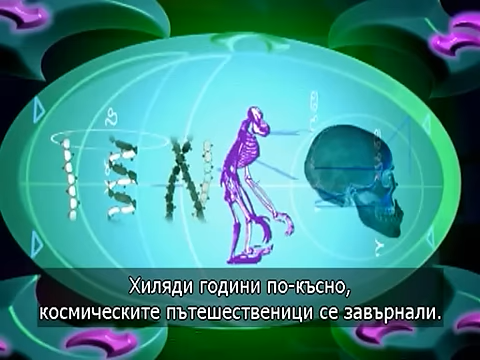 Хиляди години по-късно,
космическите пътешественици се завърнали.